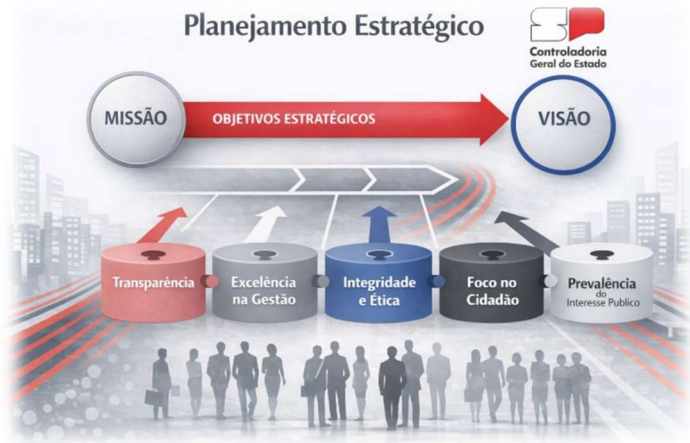 Planejamento Estratégico
SP
Controladoria
Geral do Estado
MISSÃO
OBJETIVOS ESTRATÉGICOS
VISÃO
Transparência
Excelência
na Gestão
Integridade
e Ética
Foco no
Cidadão
Prevalência
do
Interesse Publico